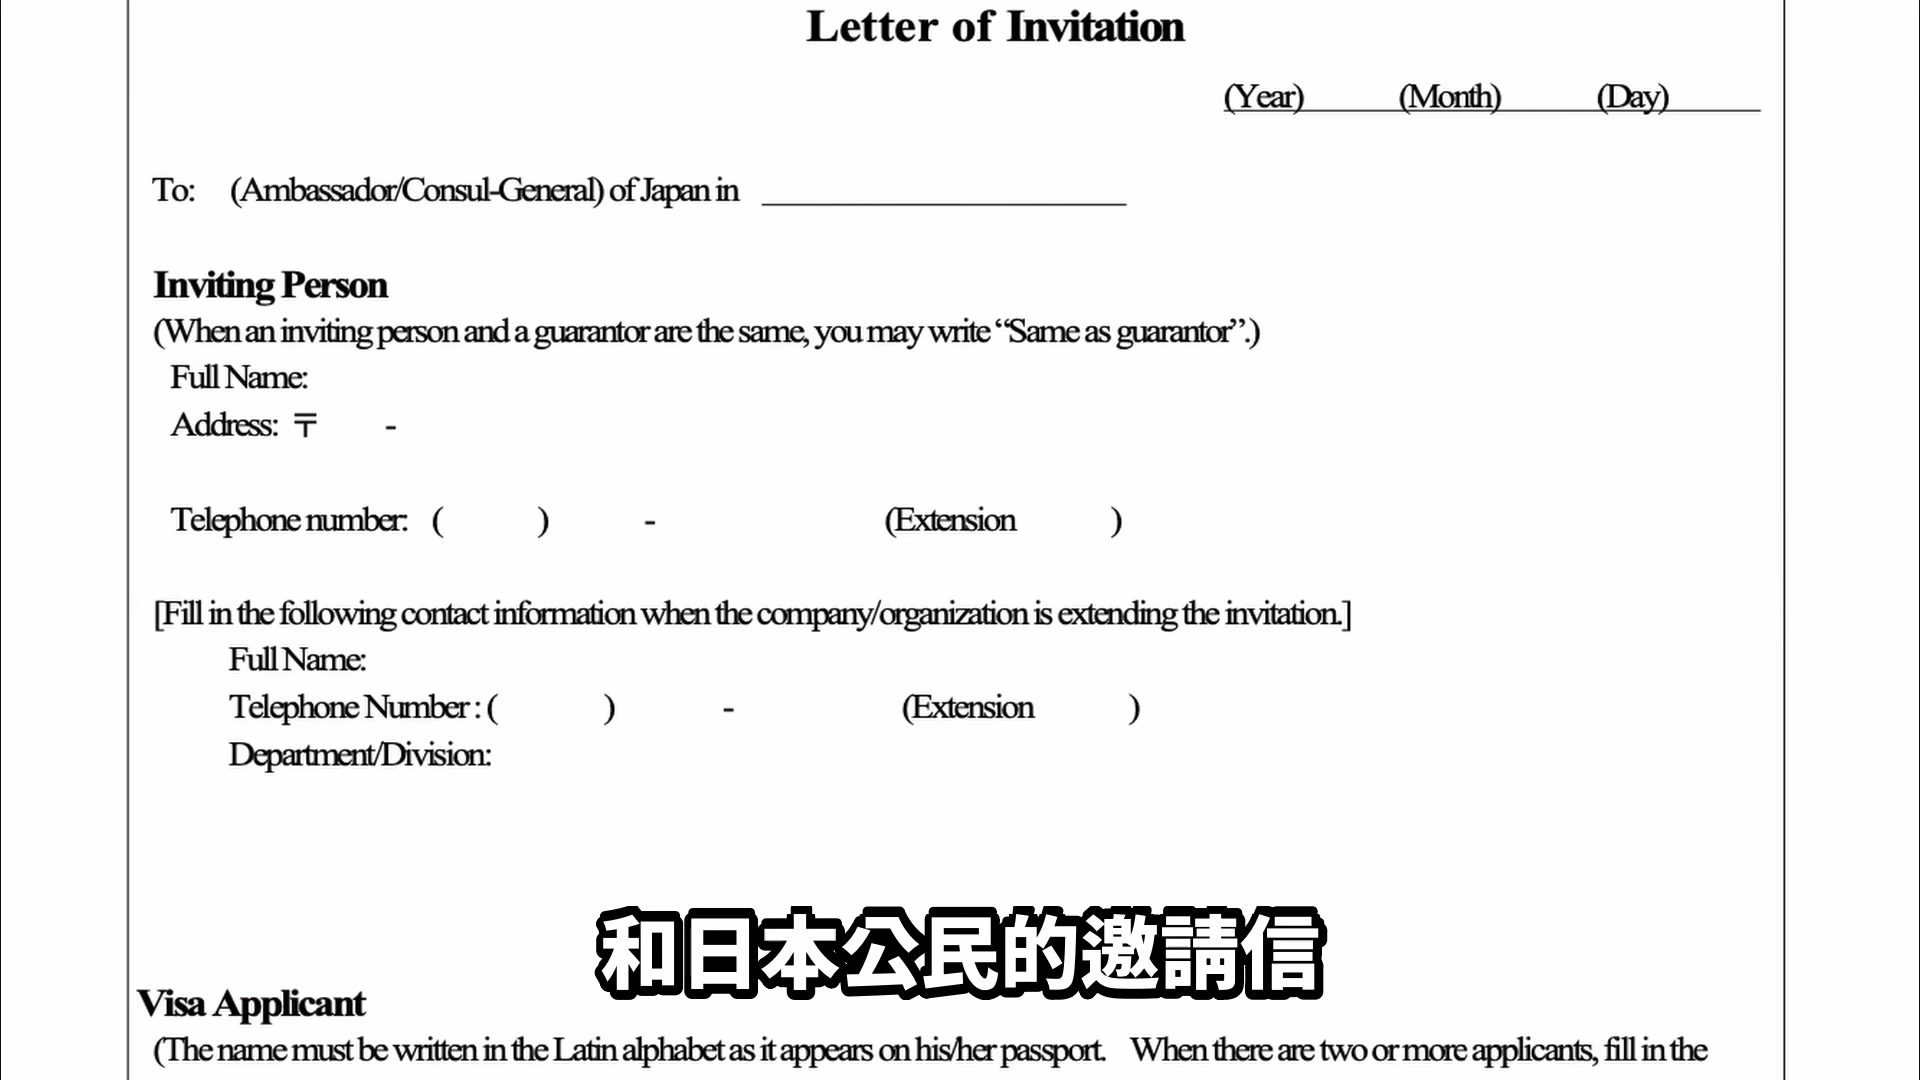 Letter of Invitation
(Year) (Month) (Day)
To: (Ambassador/Consul-General) of Japan in
Inviting Person
(When an inviting person and a guarantor are the same, you may write “Same as guarantor”.)
Full Name:
Address: 〒 -
Telephone number: ( ) - (Extension )
[Fill in the following contact information when the company/organization is extending the invitation.]
Full Name:
Telephone Number : ( ) - (Extension )
Department/Division:
和日本公民的邀請信
Visa Applicant
(The name must be written in the Latin alphabet as it appears on his/her passport. When there are two or more applicants, fill in the